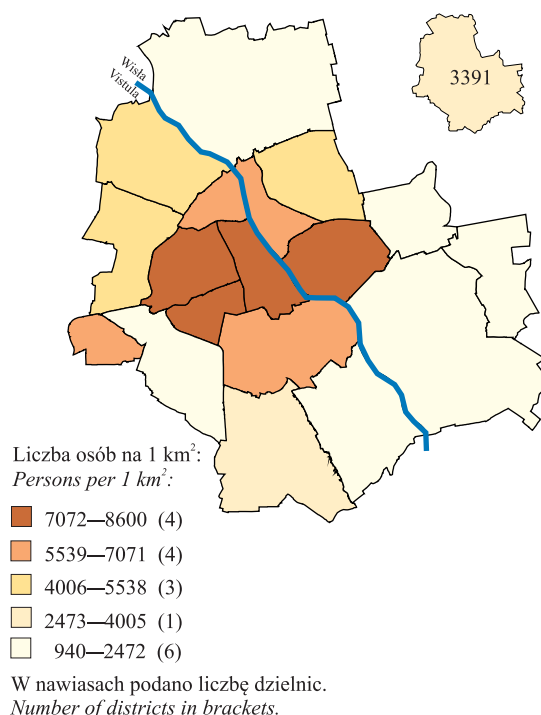 Wisła
Vistula
3391
Liczba osób na 1 km²:
Persons per 1 km²:
7072—8600 (4)
5539—7071 (4)
4006—5538 (3)
2473—4005 (1)
940—2472 (6)
W nawiasach podano liczbę dzielnic.
Number of districts in brackets.